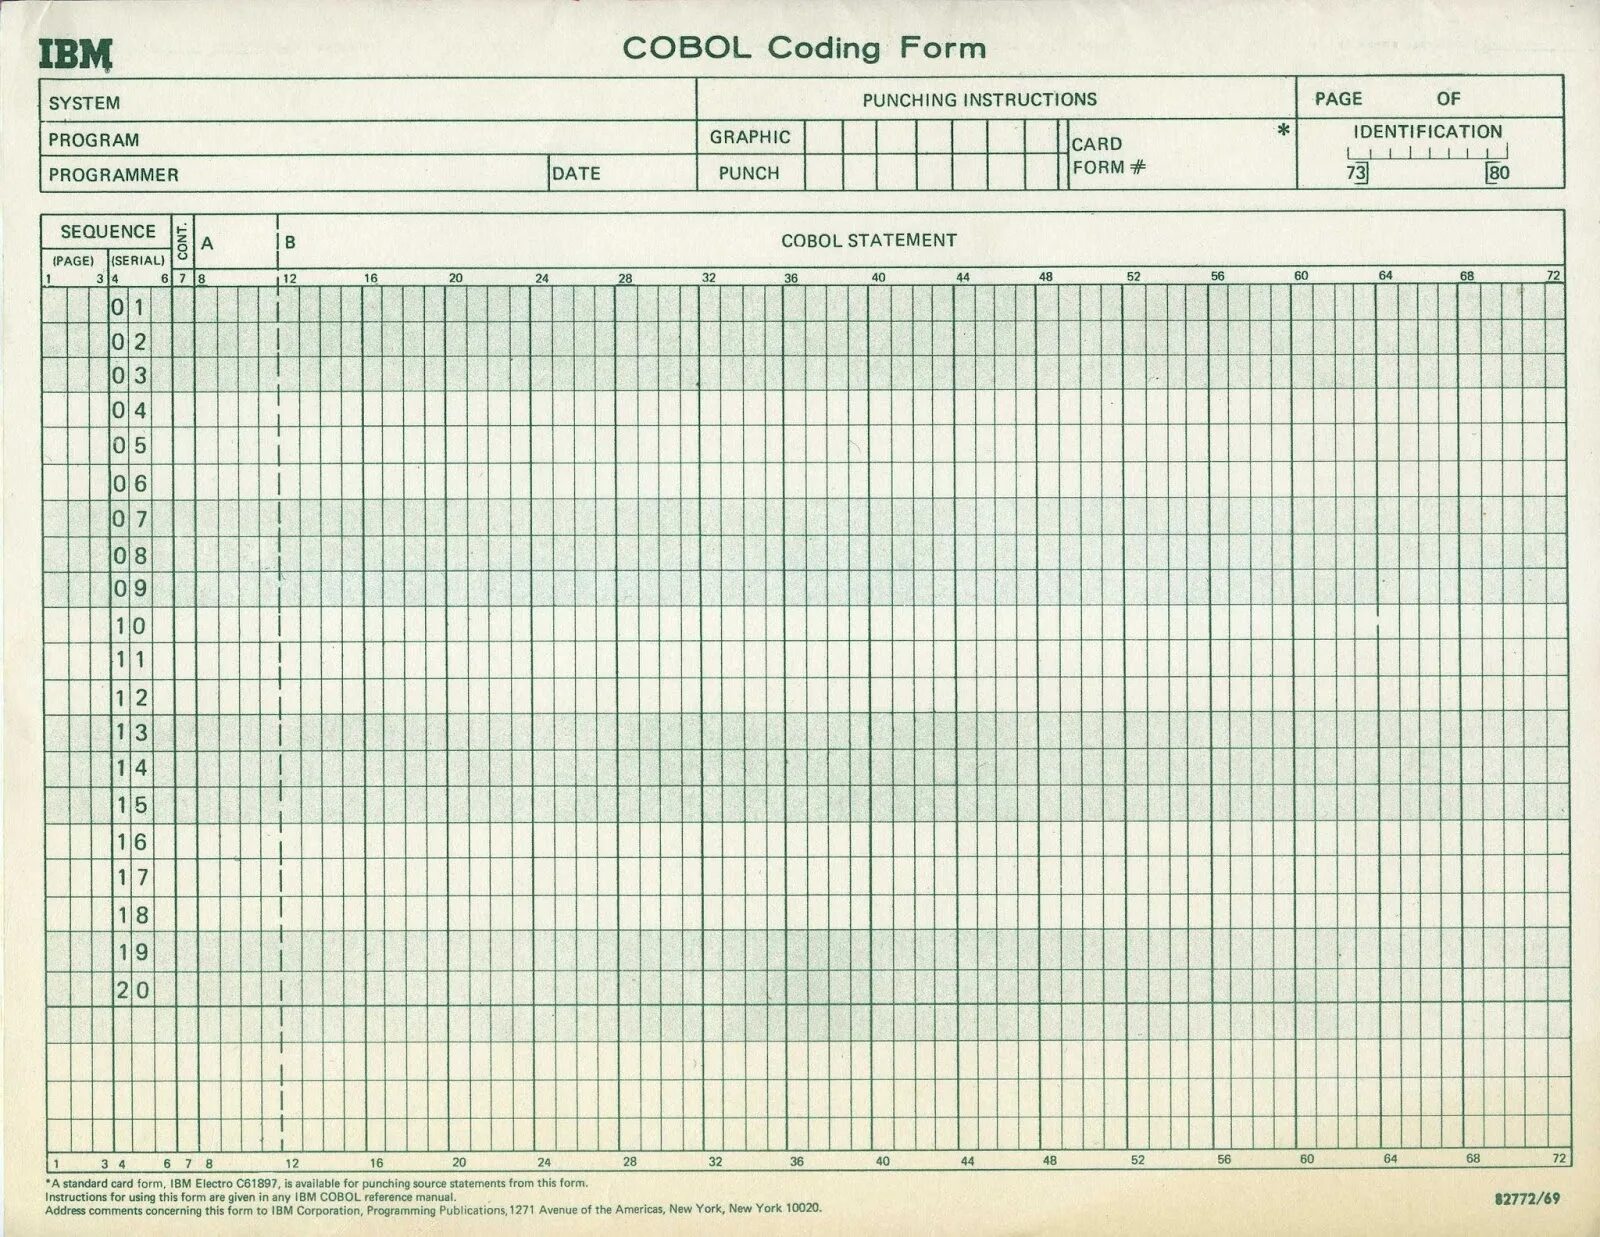 IBM
COBOL Coding Form
SYSTEM
PUNCHING INSTRUCTIONS
PAGE OF
PROGRAM
GRAPHIC
CARD FORM #
*
IDENTIFICATION
PROGRAMMER
DATE
PUNCH
73] [80
SEQUENCE
CONT.
A
B
COBOL STATEMENT
(PAGE) (SERIAL)
1 3 4 6 7 8 12 16 20 24 28 32 36 40 44 48 52 56 60 64 68 72
01
02
03
04
05
06
07
08
09
10
11
12
13
14
15
16
17
18
19
20
1 3 4 6 7 8 12 16 20 24 28 32 36 40 44 48 52 56 60 64 68 72
*A standard card form, IBM Electro C61897, is available for punching source statements from this form.
Instructions for using this form are given in any IBM COBOL reference manual.
Address comments concerning this form to IBM Corporation, Programming Publications, 1271 Avenue of the Americas, New York, New York 10020.
82772/69